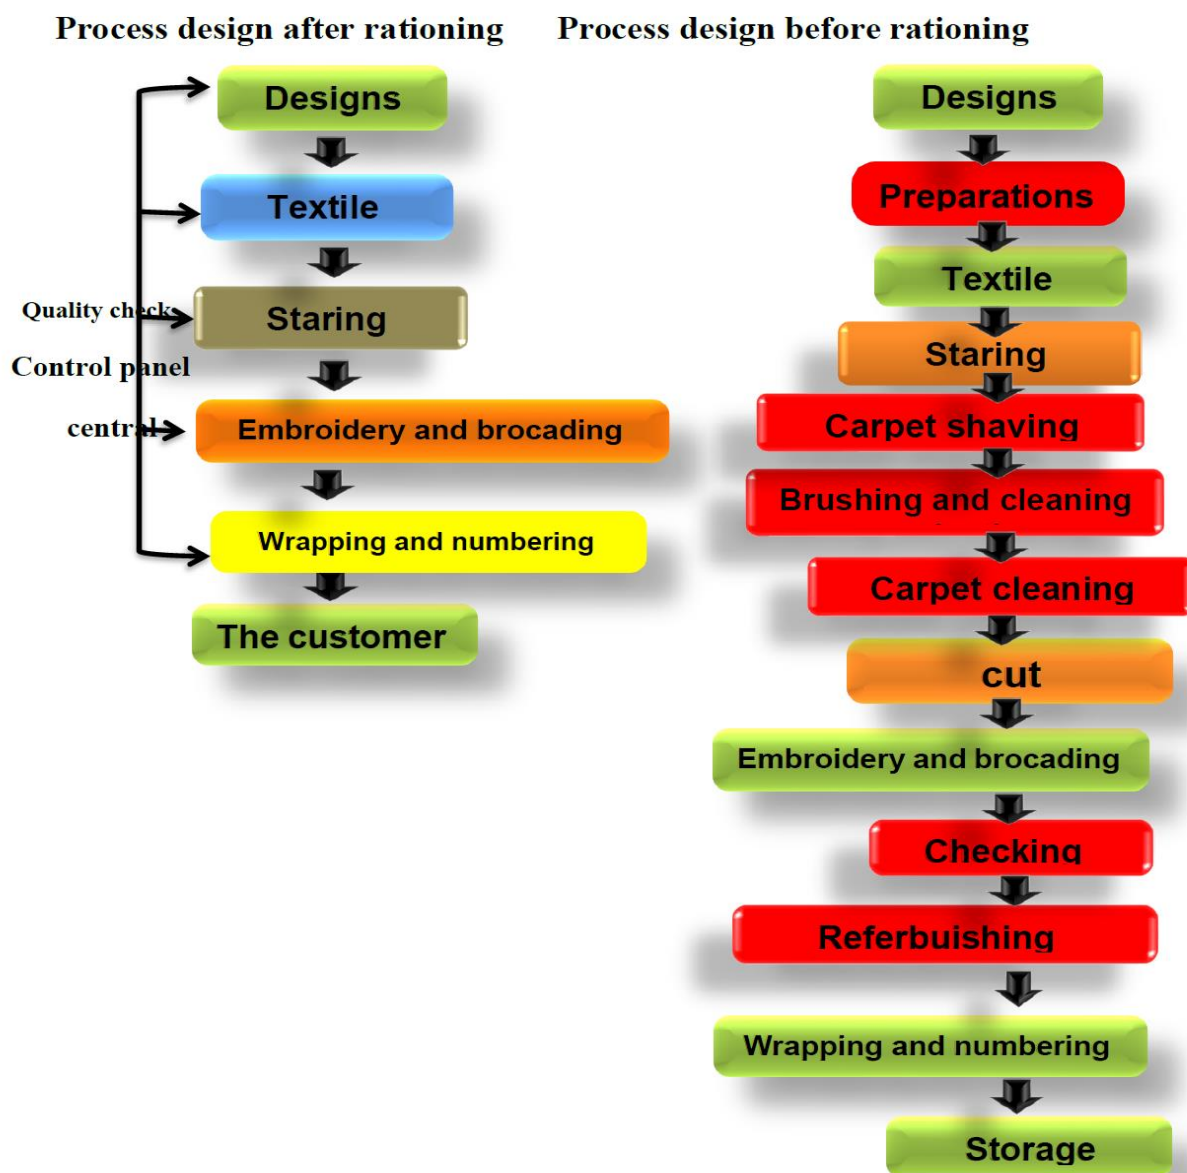 Process design after rationing
Process design before rationing
Designs
Textile
Quality check
Staring
Control panel
central
Embroidery and brocading
Wrapping and numbering
The customer
Designs
Preparations
Textile
Staring
Carpet shaving
Brushing and cleaning
Carpet cleaning
cut
Embroidery and brocading
Checking
Referbuishing
Wrapping and numbering
Storage